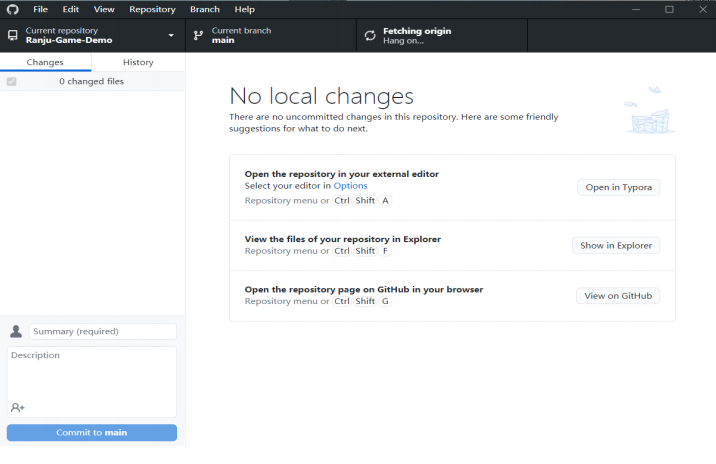 File Edit View Repository Branch Help
Current repository
Ranju-Game-Demo
Current branch
main
Fetching origin
Hang on...
Changes History
0 changed files
No local changes
There are no uncommitted changes in this repository. Here are some friendly
suggestions for what to do next.
Open the repository in your external editor
Select your editor in Options
Repository menu or Ctrl Shift A
Open in Typora
View the files of your repository in Explorer
Repository menu or Ctrl Shift F
Show in Explorer
Open the repository page on GitHub in your browser
Repository menu or Ctrl Shift G
View on GitHub
Summary (required)
Description
Commit to main